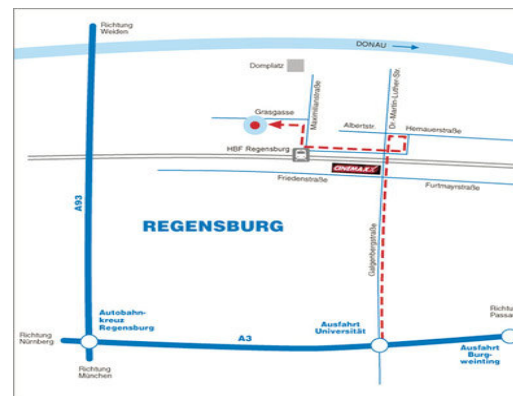 Richtung
Weiden
DONAU
Domplatz
Maximilianstraße
Dr.-Martin-Luther-Str.
Grasgasse
Albertstr.
Hemauerstraße
HBF Regensburg
CINEMAXX
Friedenstraße
Furtmayrstraße
A93
REGENSBURG
Galgenbergstraße
Autobahn-
kreuz
Regensburg
Ausfahrt
Universität
Richtung
Nürnberg
A3
Ausfahrt
Burg-
weinting
Richtung
München